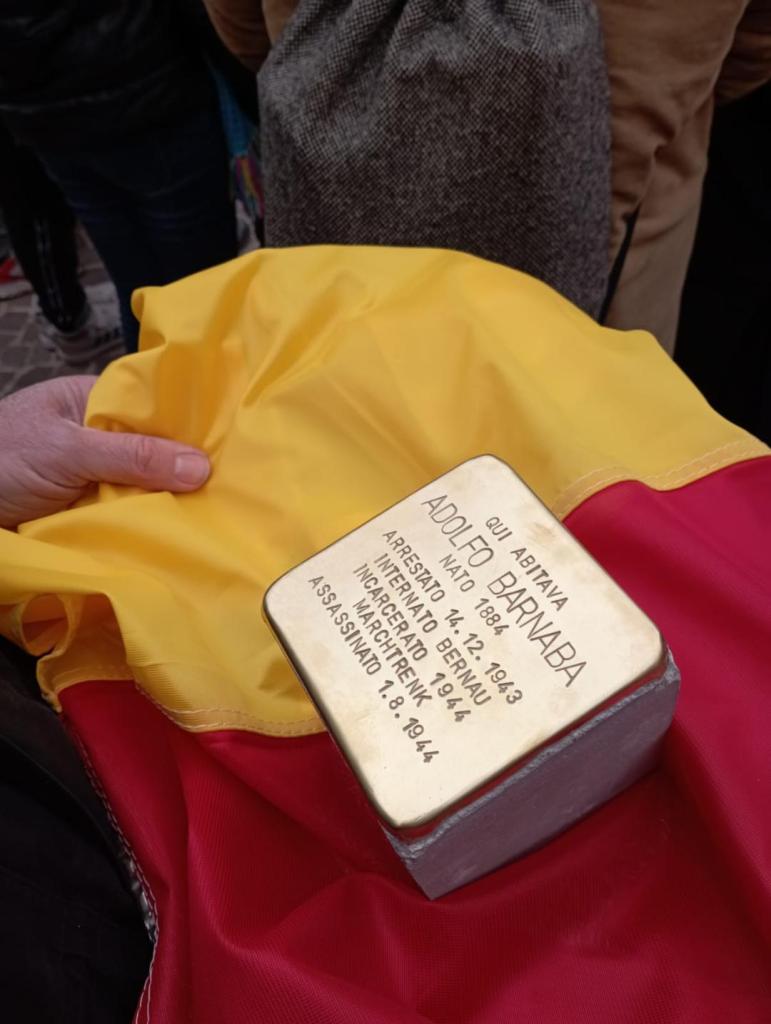 QUI ABITAVA
ADOLFO BARNABA
NATO 1884
ARRESTATO 14.12.1943
INTERNATO BERNAU
INCARCERATO 1944
MARCHTRENK
ASSASSINATO 1.8.1944